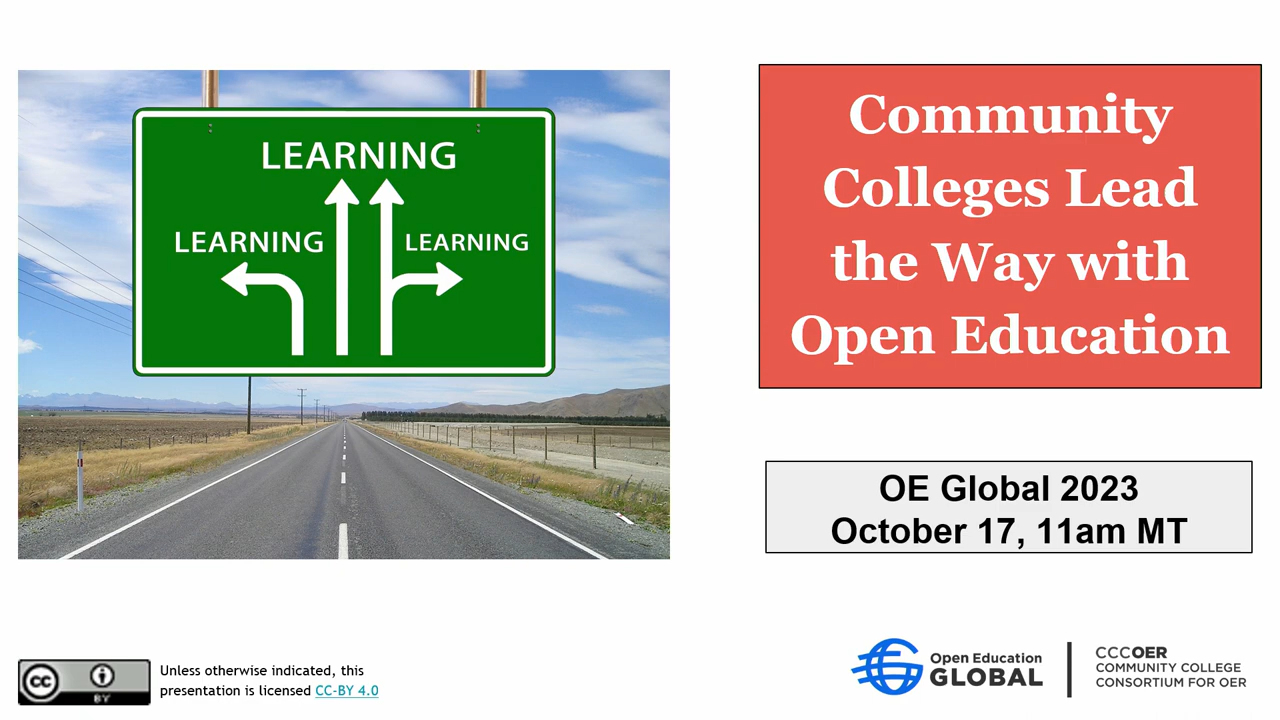 LEARNING
LEARNING
LEARNING
Community
Colleges Lead
the Way with
Open Education
OE Global 2023
October 17, 11am MT
cc
BY
Unless otherwise indicated, this
presentation is licensed CC-BY 4.0
Open Education
GLOBAL
CCCOER
COMMUNITY COLLEGE
CONSORTIUM FOR OER